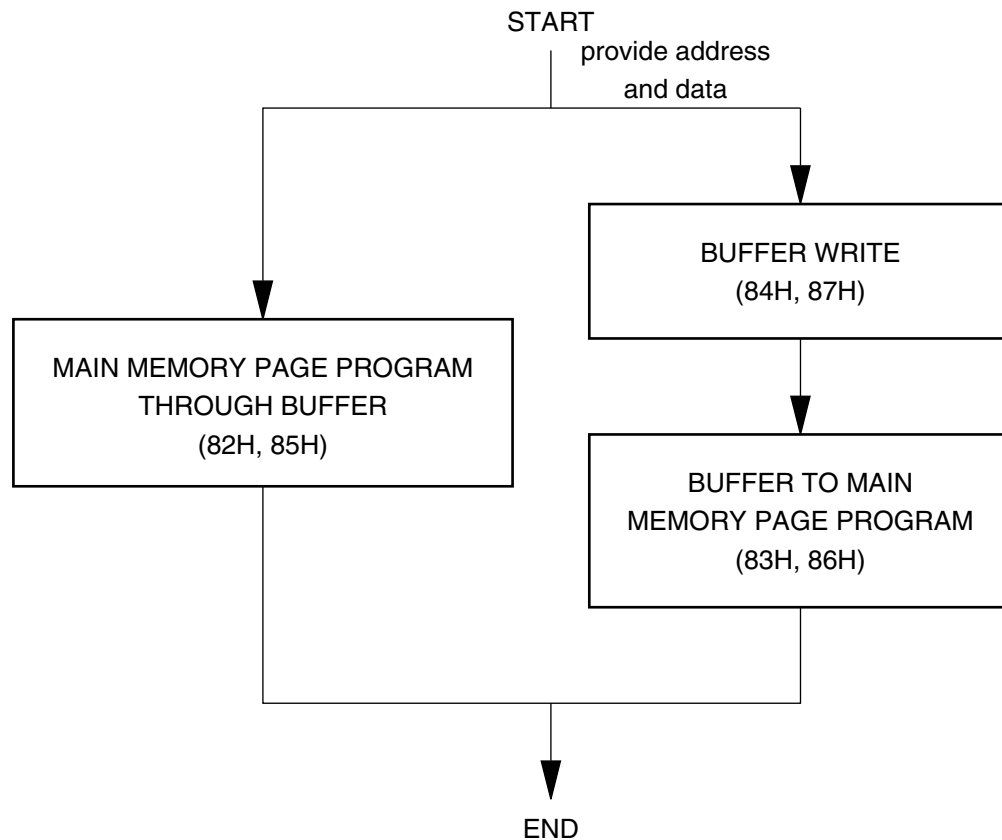 START
provide address
and data
BUFFER WRITE
(84H, 87H)
MAIN MEMORY PAGE PROGRAM
THROUGH BUFFER
(82H, 85H)
BUFFER TO MAIN
MEMORY PAGE PROGRAM
(83H, 86H)
END